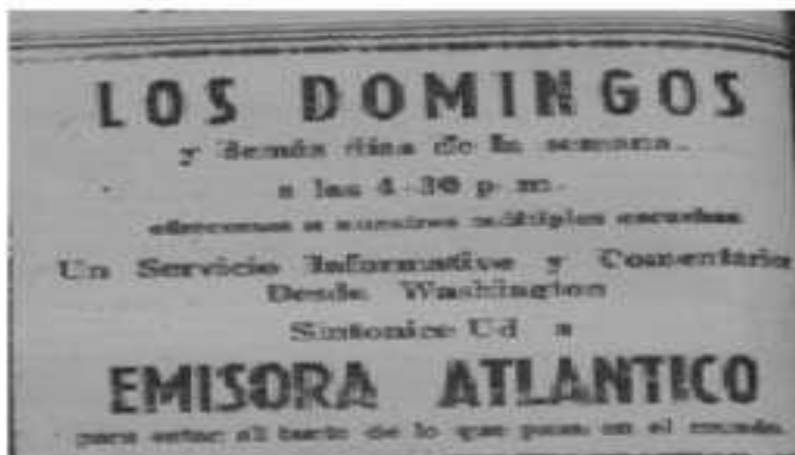 LOS DOMINGOS
y demás días de la semana
a las 4-30 p m.
ofrecemos a nuestros múltiples escuchas
Un Servicio Informativo y Comentario
Desde Washington
Sintonice Ud a
EMISORA ATLANTICO
para estar al tanto de lo que pasa en el mundo.